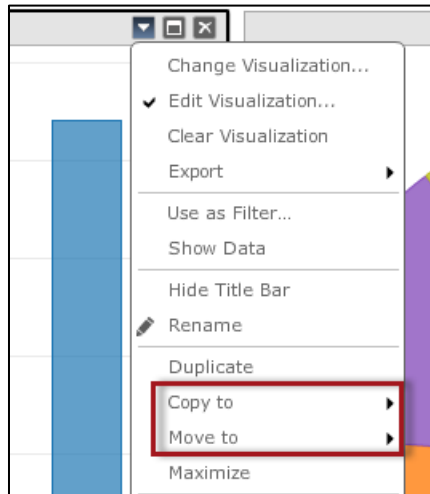 Change Visualization...
Edit Visualization...
Clear Visualization
Export
Use as Filter...
Show Data
Hide Title Bar
Rename
Duplicate
Copy to
Move to
Maximize